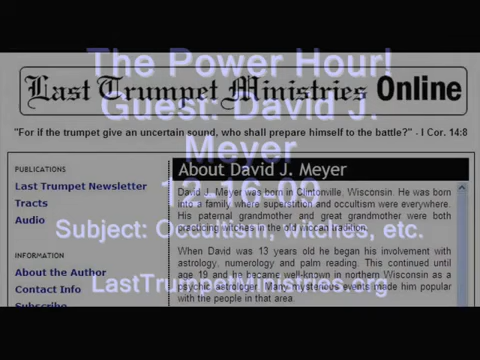 The Power Hour!
Last Trumpet Ministries Online
Guest: David J.
"For if the trumpet give an uncertain sound, who shall prepare himself to the battle?" - I Cor. 14:8
Meyer
PUBLICATIONS
About David J. Meyer
Last Trumpet Newsletter
Tracts
Audio
David J. Meyer was born in Clintonville, Wisconsin. He was born
into a family where superstition and occultism were everywhere.
His paternal grandmother and great grandmother were both
practicing witches in the old wiccan tradition.
Subject: Occultism, witches, etc.
INFORMATION
About the Author
Contact Info
Subscribe
When David was 13 years old he began his involvement with
astrology, numerology and palm reading. This continued until
age 19 and he became well-known in northern Wisconsin as a
psychic astrologer. Many mysterious events made him popular
with the people in that area.
LastTrumpetMinistries.org